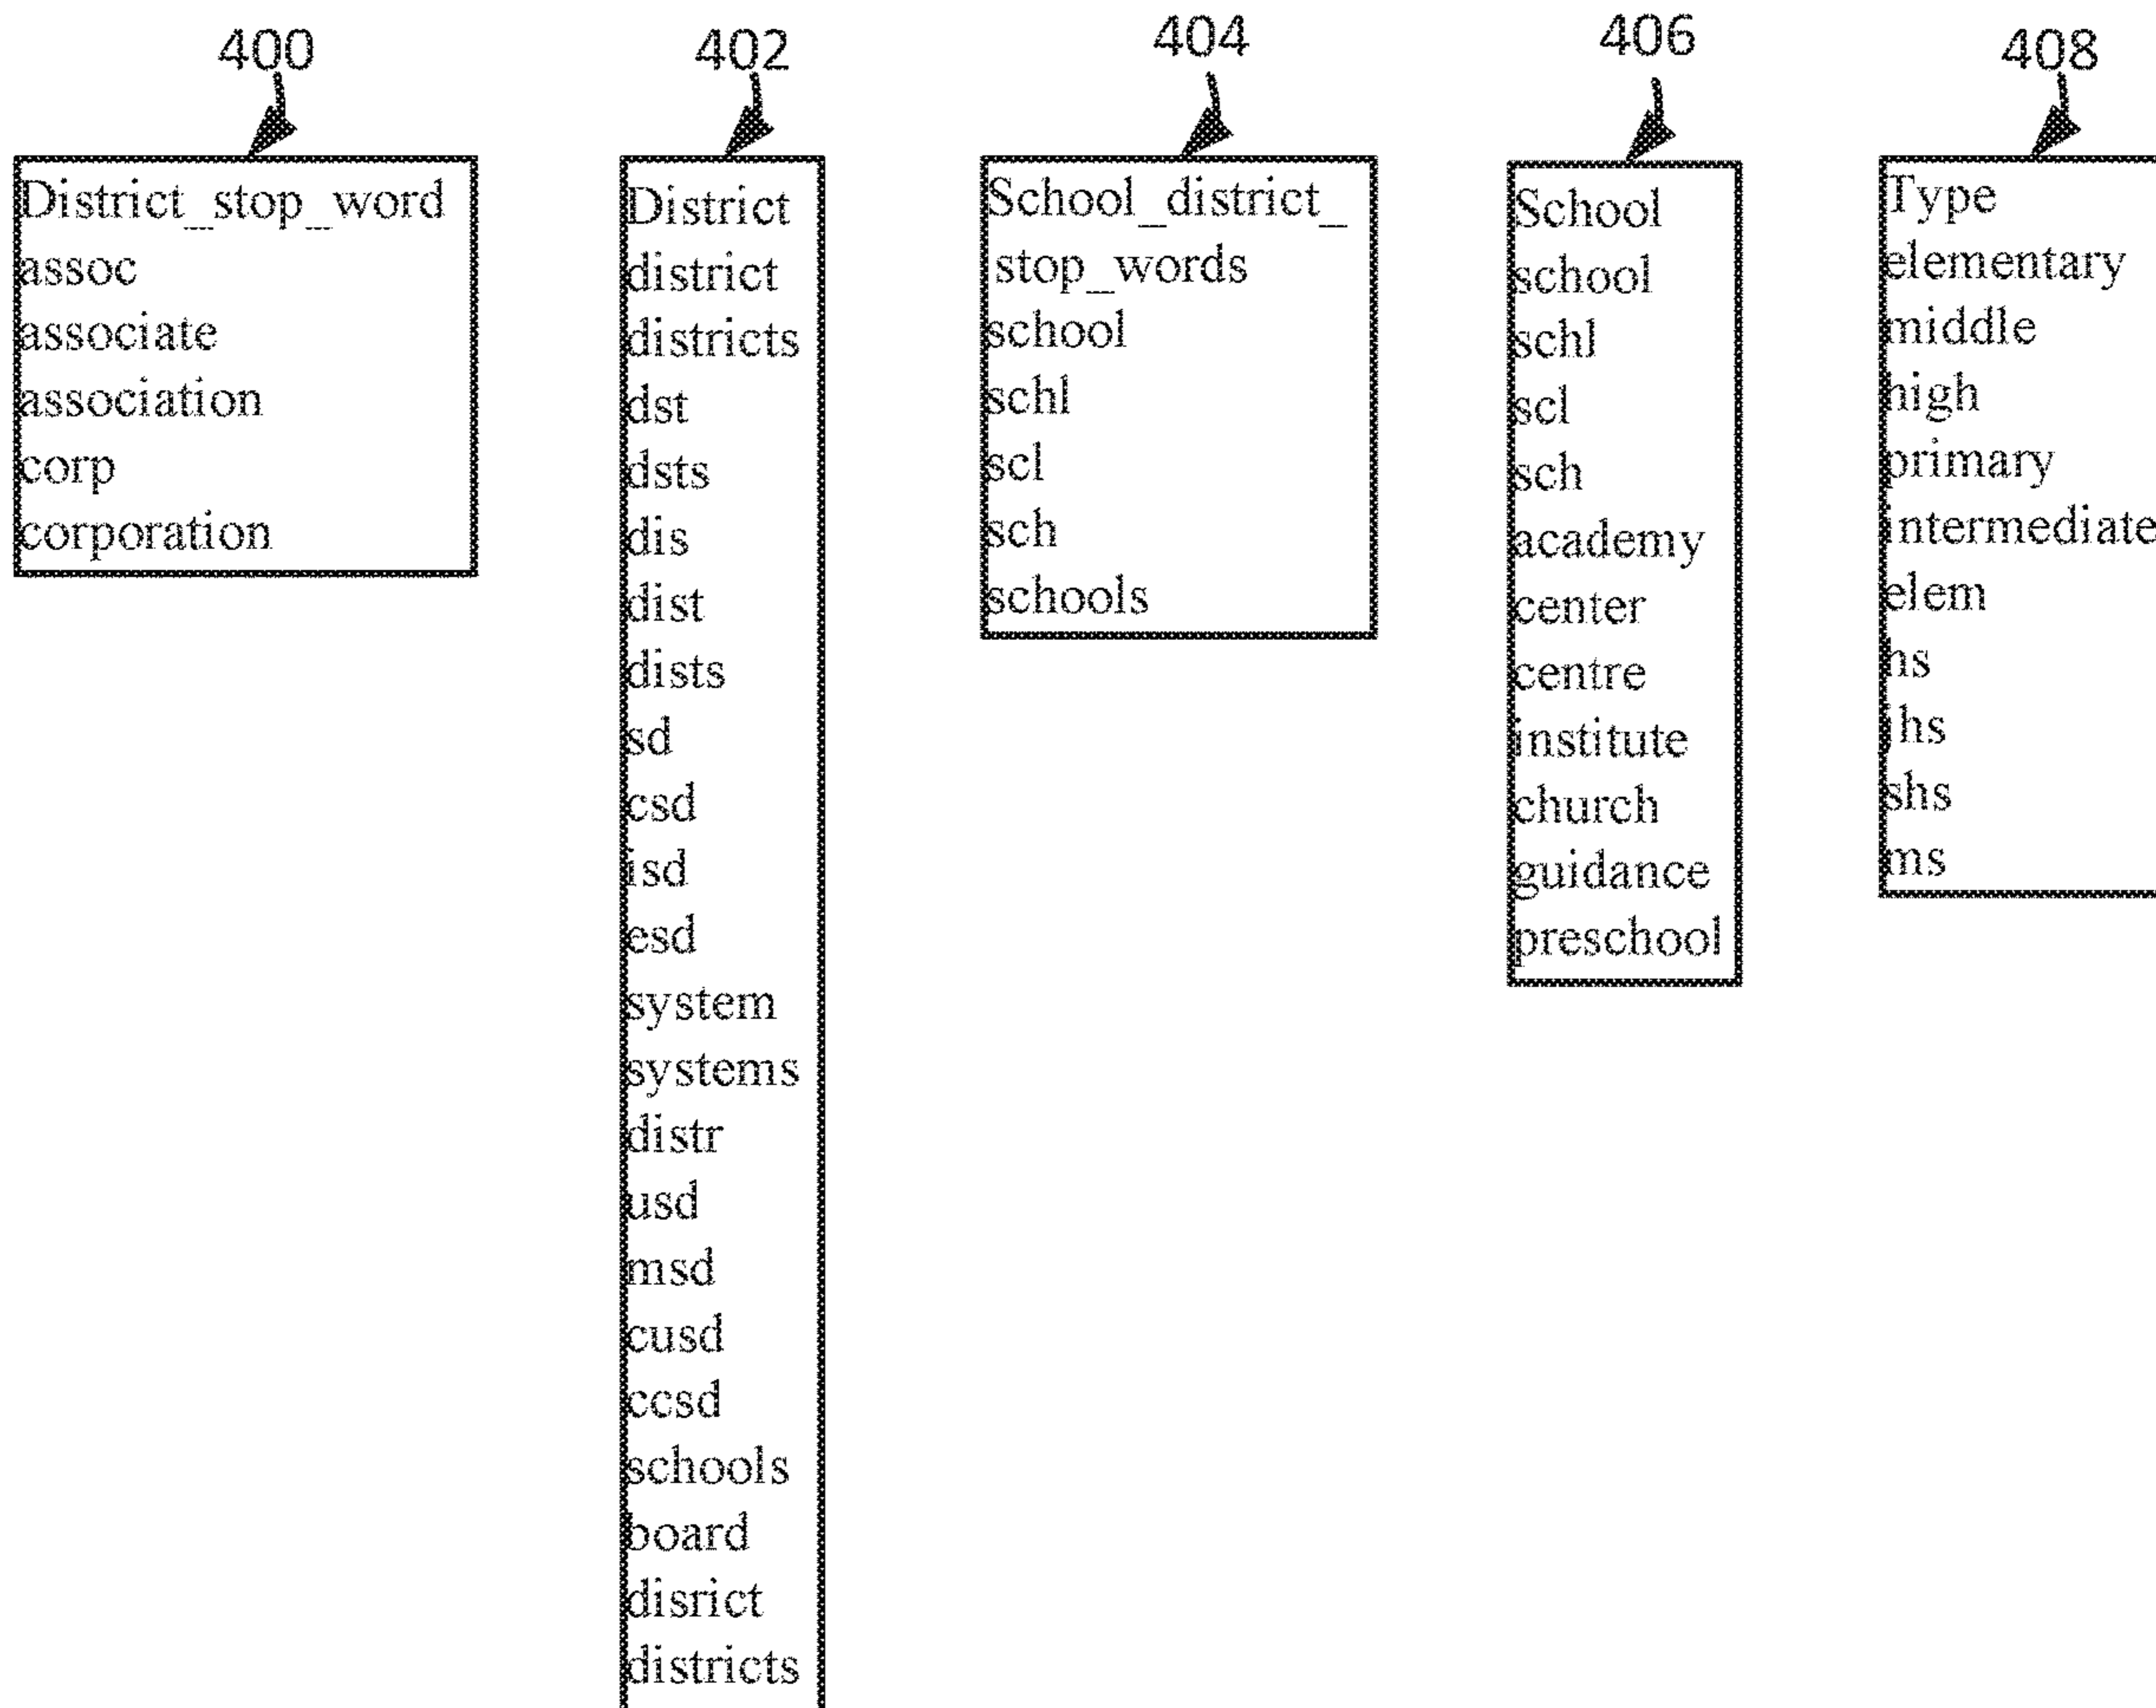 400
District_stop_word
assoc
associate
association
corp
corporation
402
District
district
districts
dst
dsts
dis
dist
dists
sd
csd
isd
esd
system
systems
distr
usd
msd
cusd
ccsd
schools
board
disrict
districts
404
School_district_
stop_words
school
schl
scl
sch
schools
406
School
school
schl
scl
sch
academy
center
centre
institute
church
guidance
preschool
408
Type
elementary
middle
high
primary
intermediate
elem
hs
jhs
shs
ms